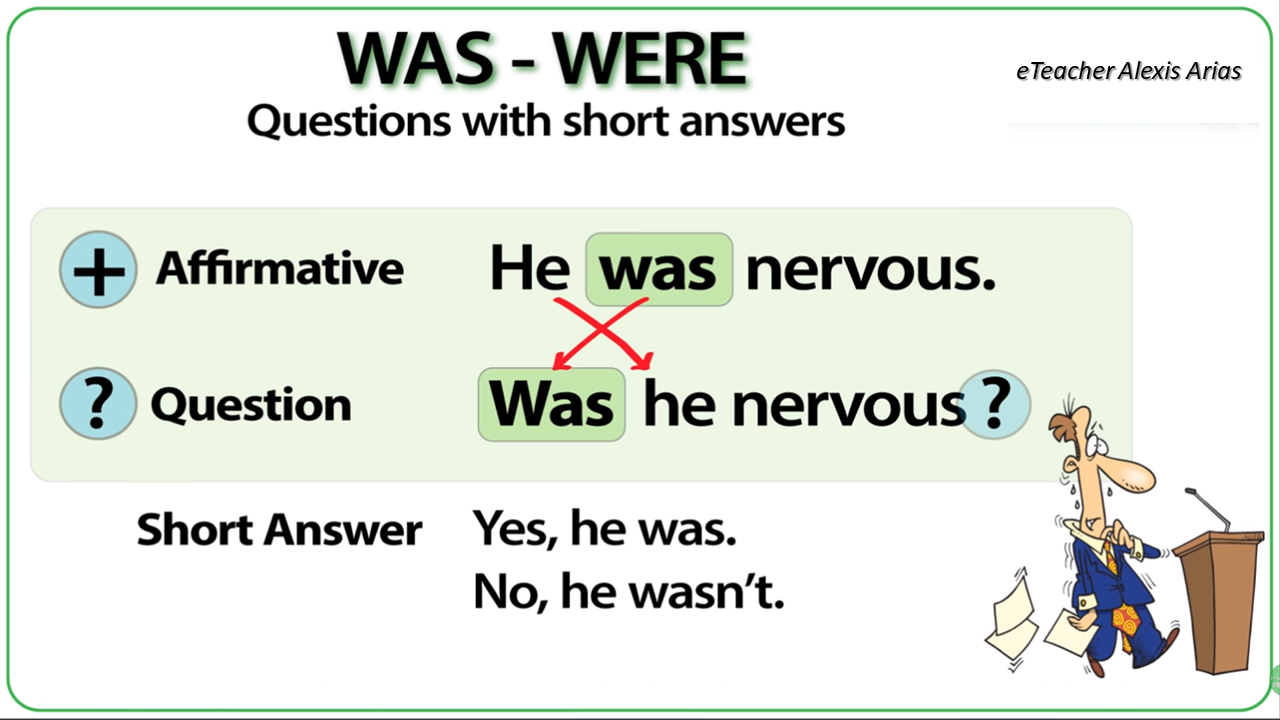 WAS - WERE
Questions with short answers
eTeacher Alexis Arias
+ Affirmative He was nervous.
? Question Was he nervous?
Short Answer Yes, he was.
No, he wasn't.